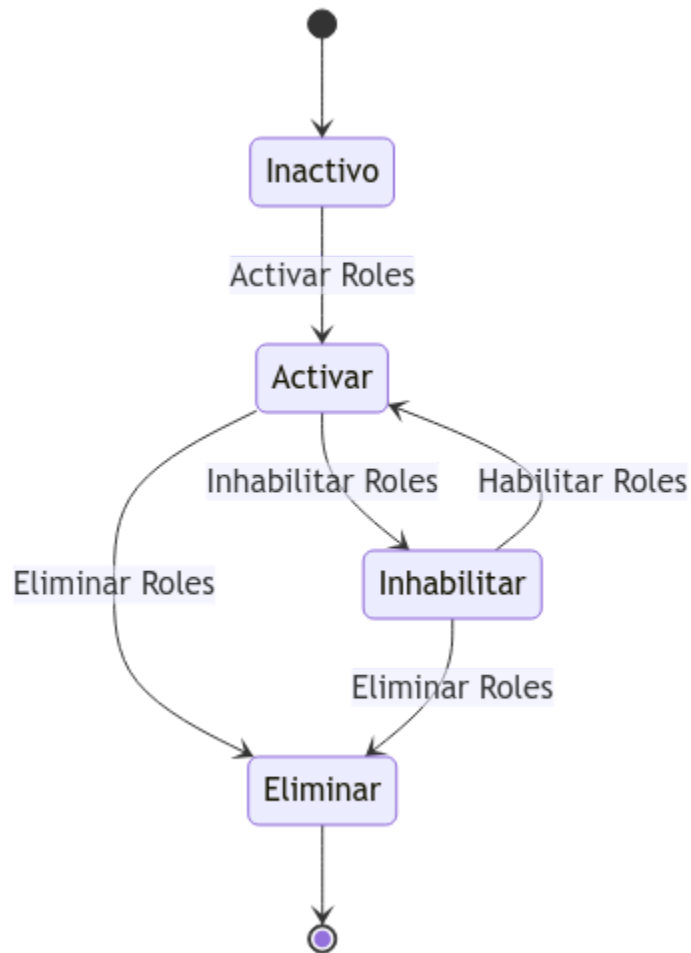 Inactivo
Activar Roles
Activar
Inhabilitar Roles
Habilitar Roles
Eliminar Roles
Inhabilitar
Eliminar Roles
Eliminar